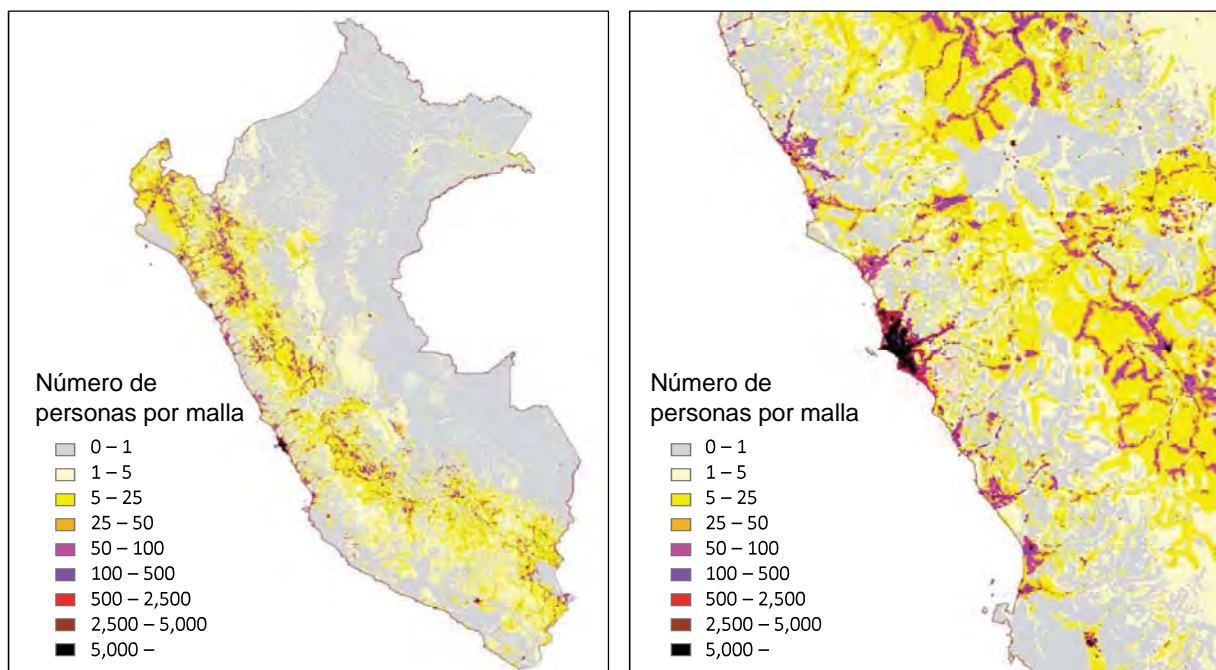 Número de
personas por malla
0 – 1
1 – 5
5 – 25
25 – 50
50 – 100
100 – 500
500 – 2,500
2,500 – 5,000
5,000 –
Número de
personas por malla
0 – 1
1 – 5
5 – 25
25 – 50
50 – 100
100 – 500
500 – 2,500
2,500 – 5,000
5,000 –